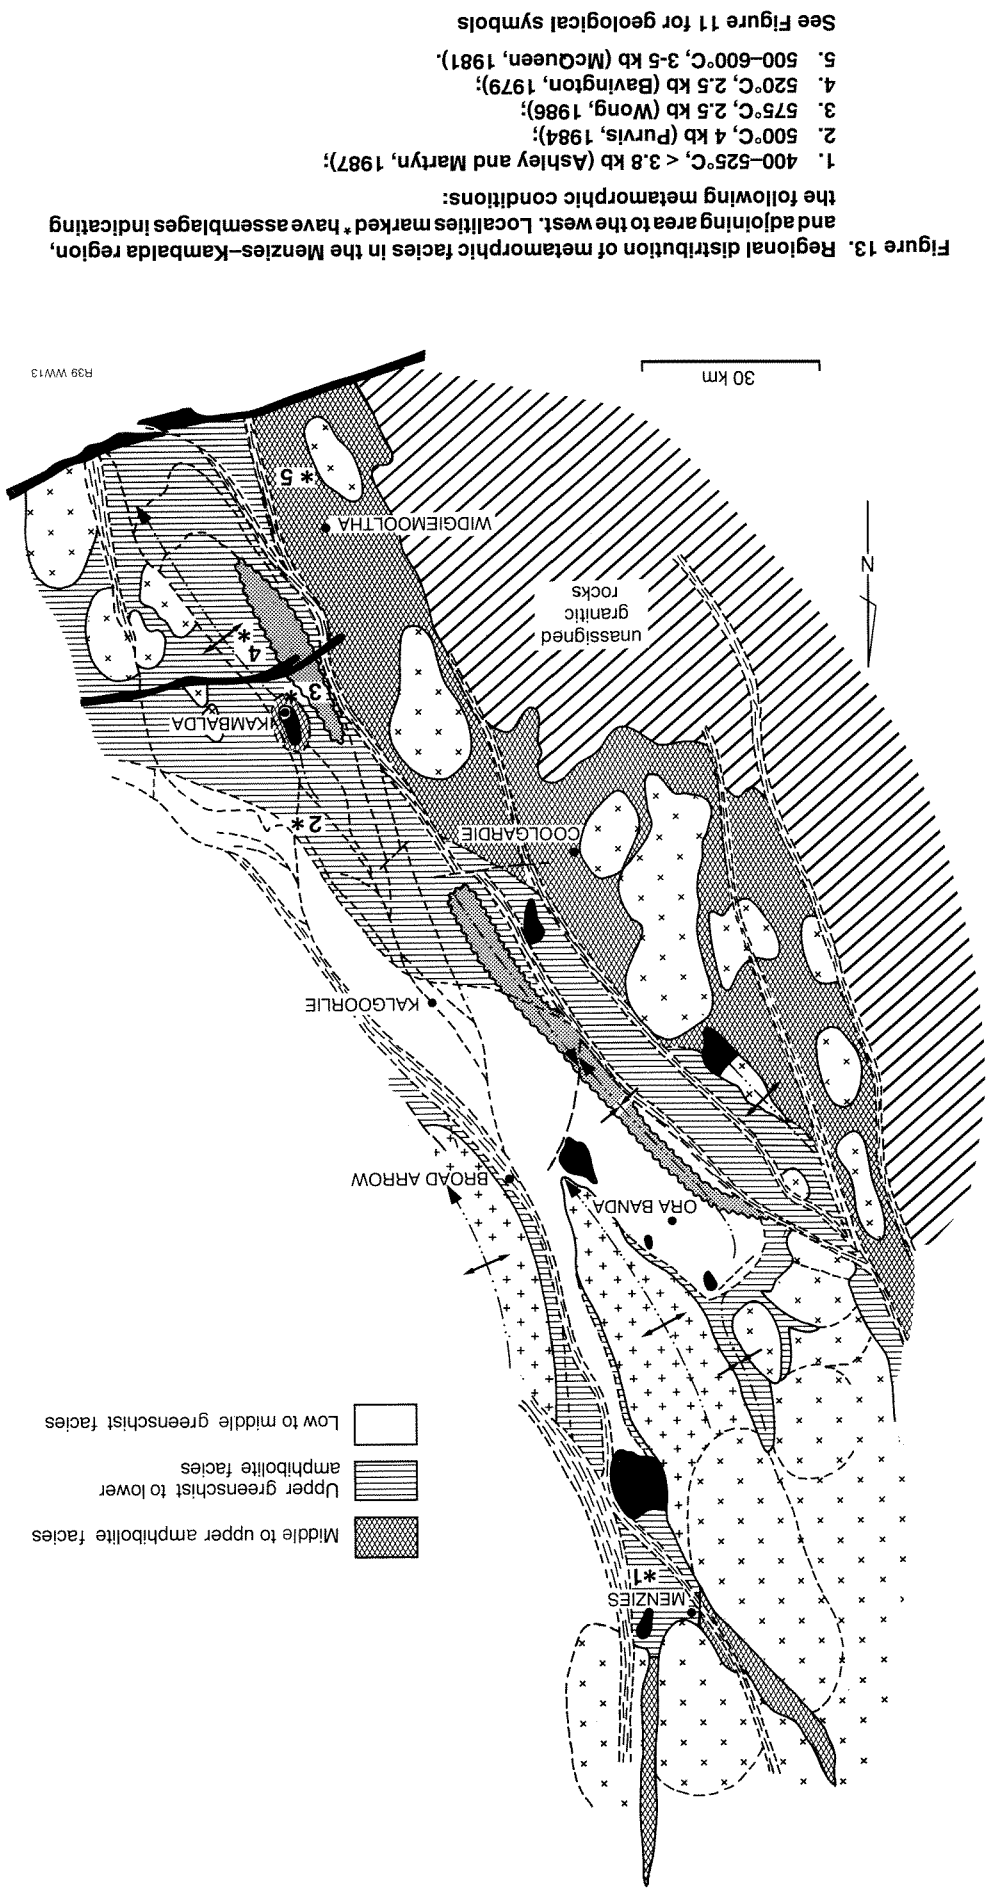 MENZIES
*1
Middle to upper amphibolite facies
Upper greenschist to lower
amphibolite facies
Low to middle greenschist facies
ORA BANDA
BROAD ARROW
KALGOORLIE
COOLGARDIE
2*
KAMBALDA
3
*
4
*
unassigned
granitic
rocks
N
WIDGIEMOOLTHA
*5
30 km
R39 WW13
Figure 13. Regional distribution of metamorphic facies in the Menzies–Kambalda region,
and adjoining area to the west. Localities marked * have assemblages indicating
the following metamorphic conditions:
1. 400–525°C, < 3.8 kb (Ashley and Martyn, 1987);
2. 500°C, 4 kb (Purvis, 1984);
3. 575°C, 2.5 kb (Wong, 1986);
4. 520°C, 2.5 kb (Bavington, 1979);
5. 500–600°C, 3-5 kb (McQueen, 1981).
See Figure 11 for geological symbols